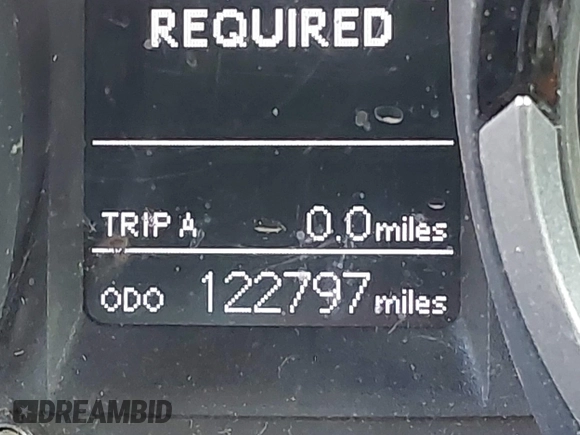 REQUIRED
TRIP A 0.0 miles
ODO 122797 miles
DREAMBID